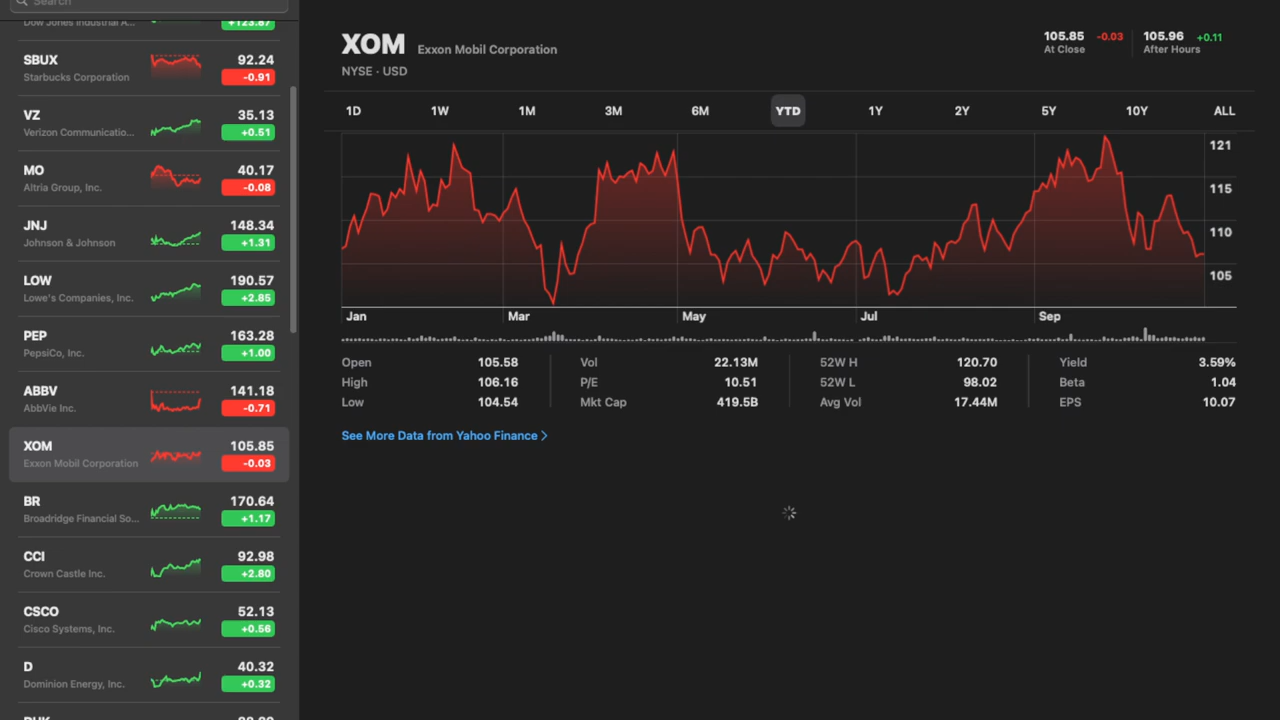 Search
Dow Jones Industrial A...
+123.67
SBUX
92.24
Starbucks Corporation
-0.91
VZ
35.13
Verizon Communicatio...
+0.51
MO
40.17
Altria Group, Inc.
-0.08
JNJ
148.34
Johnson & Johnson
+1.31
LOW
190.57
Lowe's Companies, Inc.
+2.85
PEP
163.28
PepsiCo, Inc.
+1.00
ABBV
141.18
AbbVie Inc.
-0.71
XOM
105.85
Exxon Mobil Corporation
-0.03
BR
170.64
Broadridge Financial So...
+1.17
CCI
92.98
Crown Castle Inc.
+2.80
CSCO
52.13
Cisco Systems, Inc.
+0.56
D
40.32
Dominion Energy, Inc.
+0.32
XOM Exxon Mobil Corporation
NYSE · USD
105.85 -0.03
At Close
105.96 +0.11
After Hours
1D 1W 1M 3M 6M YTD 1Y 2Y 5Y 10Y ALL
121
115
110
105
Jan Mar May Jul Sep
Open 105.58 Vol 22.13M 52W H 120.70 Yield 3.59%
High 106.16 P/E 10.51 52W L 98.02 Beta 1.04
Low 104.54 Mkt Cap 419.5B Avg Vol 17.44M EPS 10.07
See More Data from Yahoo Finance >